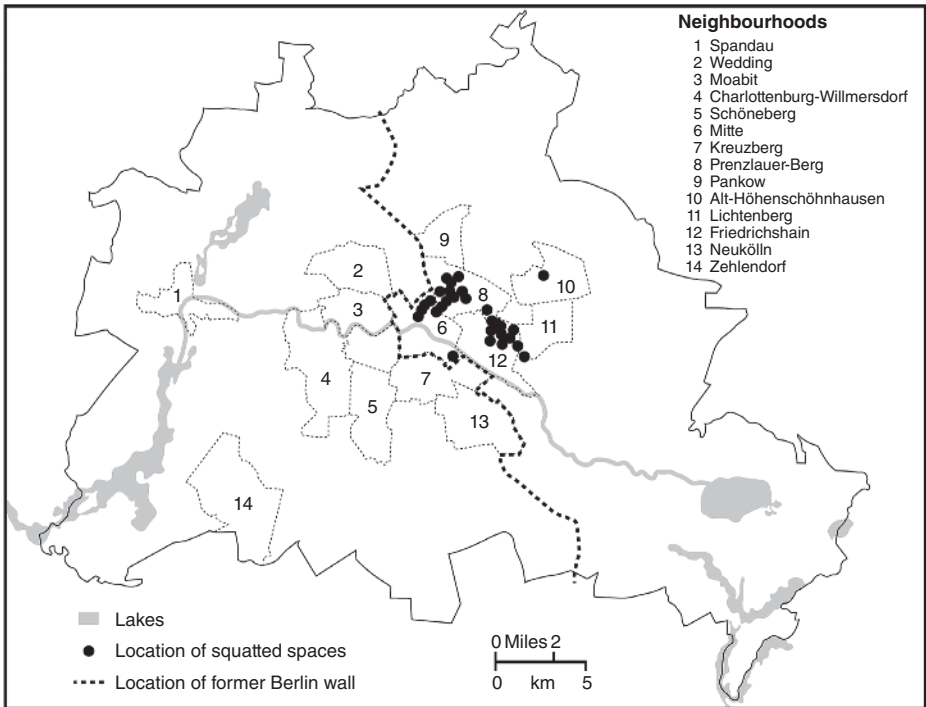 Neighbourhoods
1 Spandau
2 Wedding
3 Moabit
4 Charlottenburg-Willmersdorf
5 Schöneberg
6 Mitte
7 Kreuzberg
8 Prenzlauer-Berg
9 Pankow
10 Alt-Höhenschöhnhausen
11 Lichtenberg
12 Friedrichshain
13 Neukölln
14 Zehlendorf
9
2
10
1
8
3
11
6
12
4
7
5
13
14
Lakes
Location of squatted spaces
Location of former Berlin wall
0 Miles 2
0 km 5